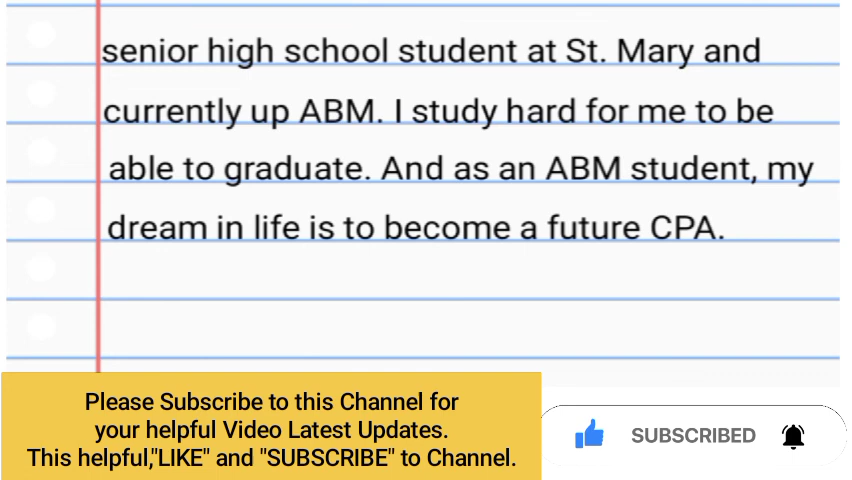 senior high school student at St. Mary and
currently up ABM. I study hard for me to be
able to graduate. And as an ABM student, my
dream in life is to become a future CPA.
Please Subscribe to this Channel for
your helpful Video Latest Updates.
This helpful,"LIKE" and "SUBSCRIBE" to Channel.
SUBSCRIBED